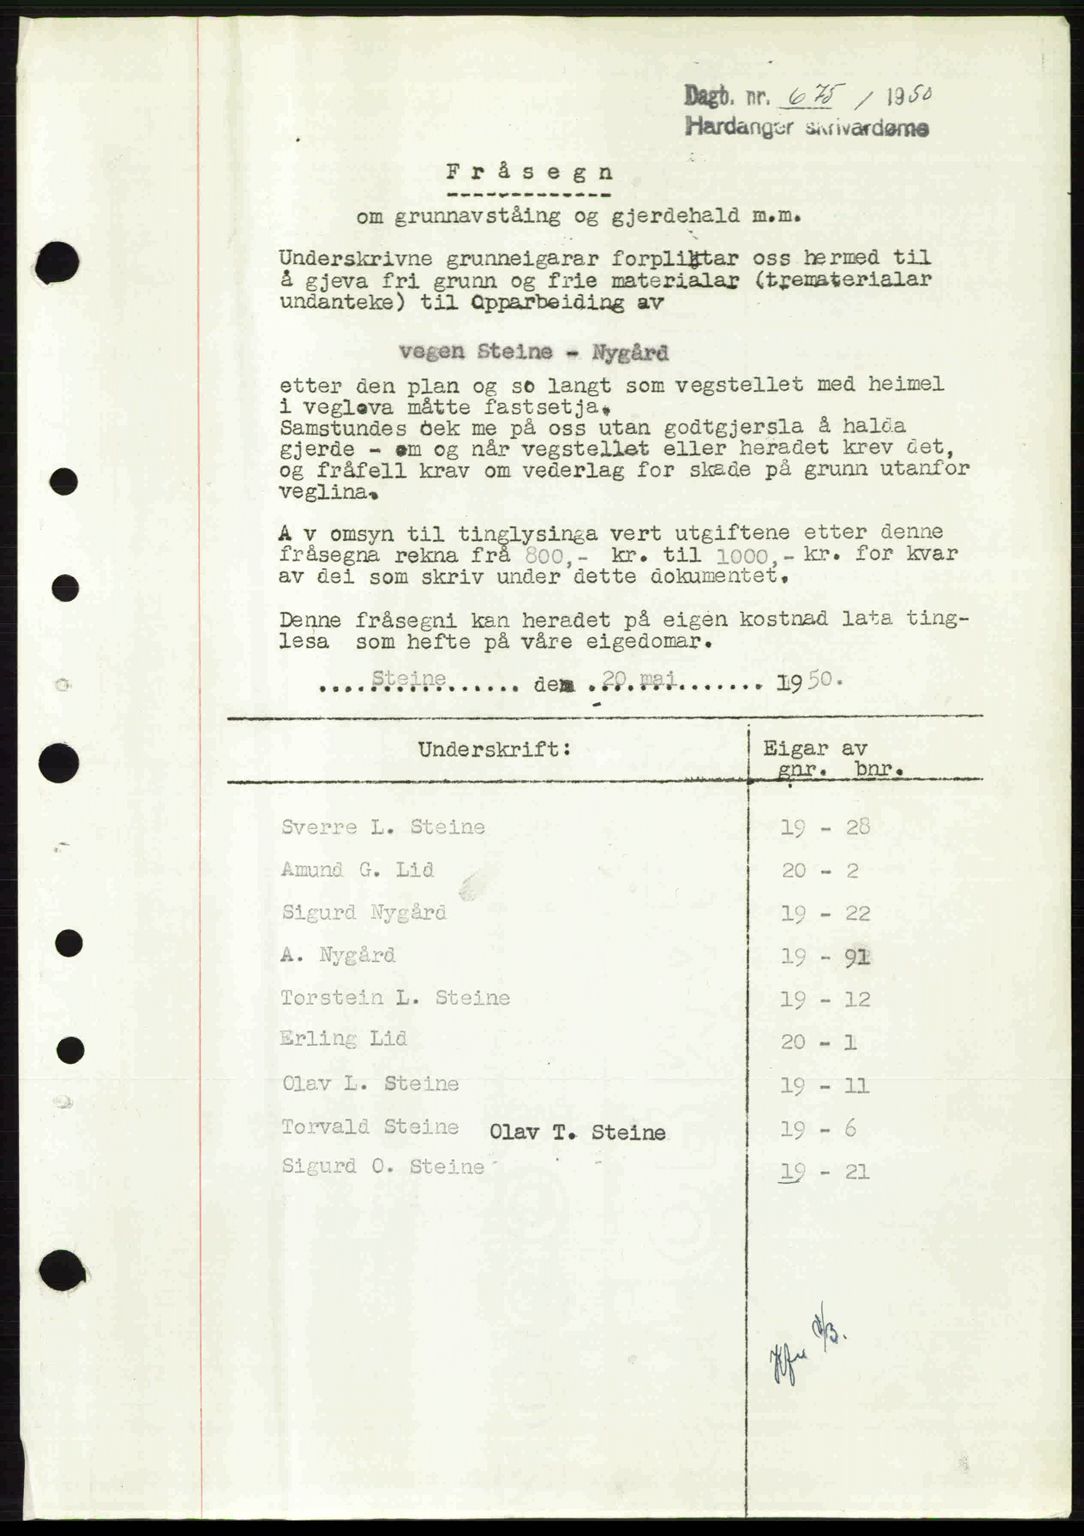 Dagb. nr. 675 / 1950
Hardanger skrivardøme
Fråsegn
om grunnavståing og gjerdehald m.m.
Underskrivne grunneigarar forpliktar oss hermed til
å gjeva fri grunn og frie materialar (trematerialar
undanteke) til Opparbeiding av
vegen Steine - Nygård
etter den plan og so langt som vegstellet med heimel
i veglova måtte fastsetja.
Samstundes tek me på oss utan godtgjersla å halda
gjerde - om og når vegstellet eller heradet krev det,
og fråfell krav om vederlag for skade på grunn utanfor
veglina.
A v omsyn til tinglysinga vert utgiftene etter denne
fråsegna rekna frå 800,- kr. til 1000,- kr. for kvar
av dei som skriv under dette dokumentet.
Denne fråsegni kan heradet på eigen kostnad lata ting-
lesa som hefte på våre eigedomar.
....Steine...... den .20.mai....... 1950.
Underskrift: Eigar av
gnr. bnr.
Sverre L. Steine 19 - 28
Amund G. Lid 20 - 2
Sigurd Nygård 19 - 22
A. Nygård 19 - 91
Torstein L. Steine 19 - 12
Erling Lid 20 - 1
Olav L. Steine 19 - 11
Torvald Steine Olav T. Steine 19 - 6
Sigurd O. Steine 19 - 21